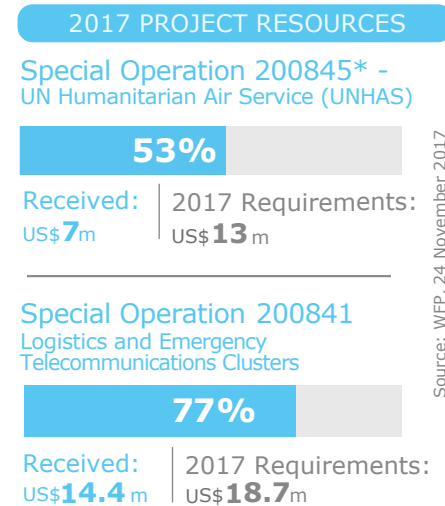 2017 PROJECT RESOURCES
Special Operation 200845* -
UN Humanitarian Air Service (UNHAS)
53%
Received:
US$7m
2017 Requirements:
US$13 m
Special Operation 200841
Logistics and Emergency
Telecommunications Clusters
77%
Received:
US$14.4 m
2017 Requirements:
US$18.7m
Source: WFP, 24 November 2017